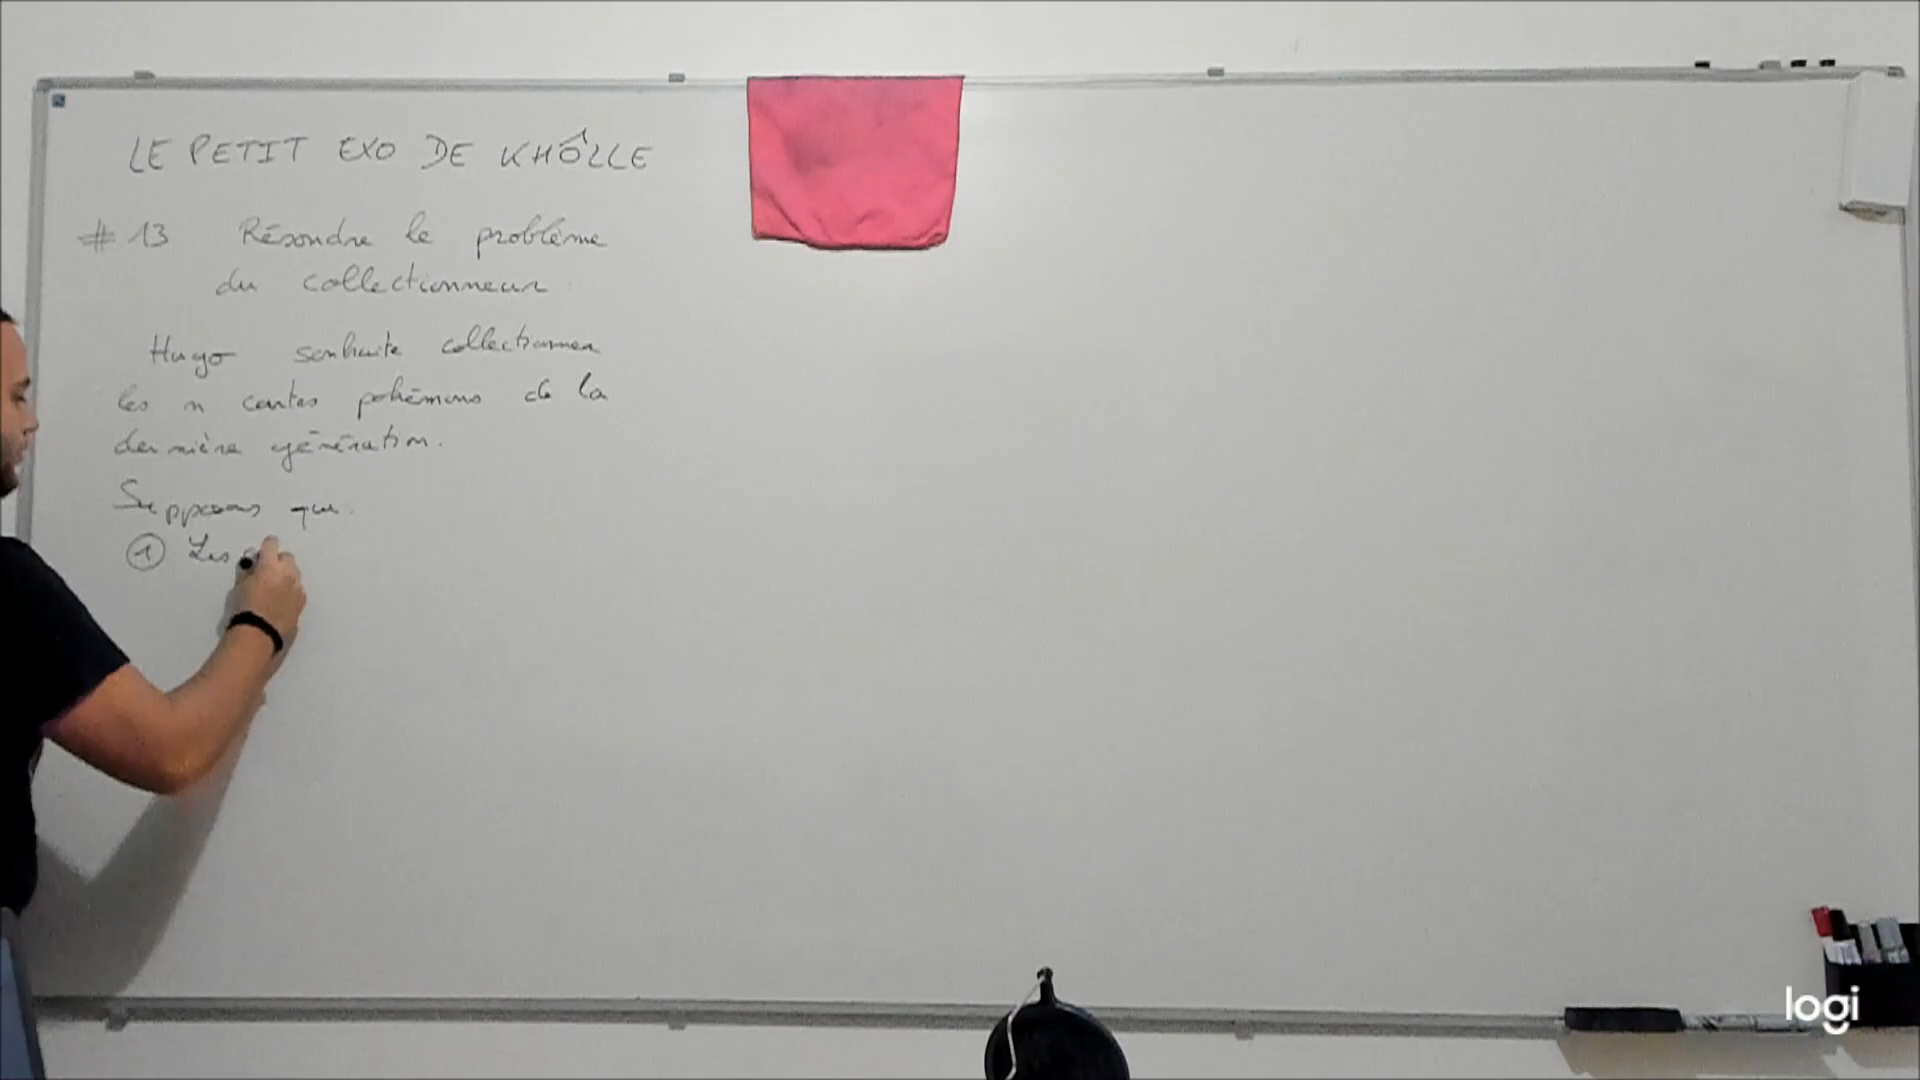 LE PETIT EXO DE KHÔLLE
# 13 Résoudre le problème
du collectionneur
Hugo souhaite collectionner
les n cartes pokémons de la
dernière génération.
Supposons que
① Les
logi